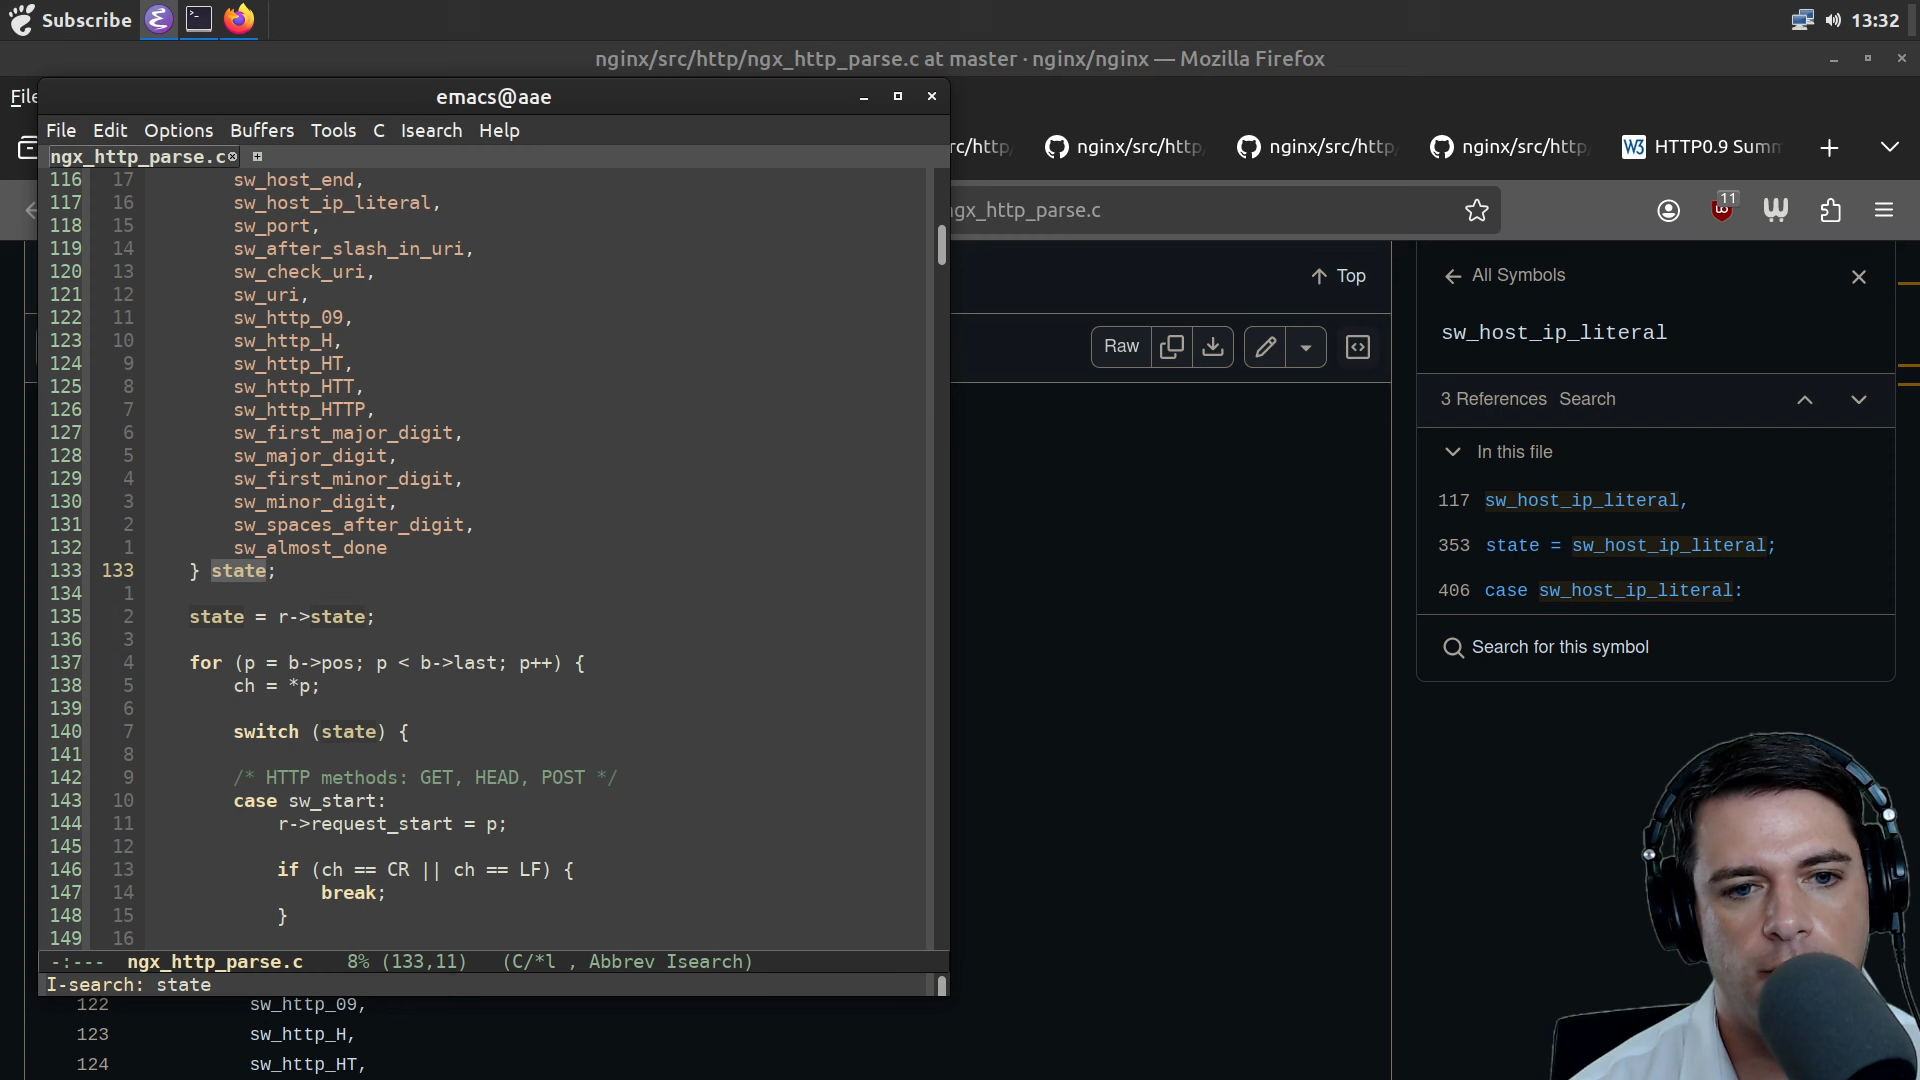 Subscribe
13:32
nginx/src/http/ngx_http_parse.c at master · nginx/nginx — Mozilla Firefox
File
emacs@aae
File Edit Options Buffers Tools C Isearch Help
rc/http/
nginx/src/http/
nginx/src/http/
nginx/src/http/
W3 HTTP0.9 Summ
ngx_http_parse.c
116 17 sw_host_end,
117 16 sw_host_ip_literal,
118 15 sw_port,
119 14 sw_after_slash_in_uri,
120 13 sw_check_uri,
121 12 sw_uri,
122 11 sw_http_09,
123 10 sw_http_H,
124 9 sw_http_HT,
125 8 sw_http_HTT,
126 7 sw_http_HTTP,
127 6 sw_first_major_digit,
128 5 sw_major_digit,
129 4 sw_first_minor_digit,
130 3 sw_minor_digit,
131 2 sw_spaces_after_digit,
132 1 sw_almost_done
133 133 } state;
134 1
135 2 state = r->state;
136 3
137 4 for (p = b->pos; p < b->last; p++) {
138 5 ch = *p;
139 6
140 7 switch (state) {
141 8
142 9 /* HTTP methods: GET, HEAD, POST */
143 10 case sw_start:
144 11 r->request_start = p;
145 12
146 13 if (ch == CR || ch == LF) {
147 14 break;
148 15 }
149 16
-:--- ngx_http_parse.c 8% (133,11) (C/*l , Abbrev Isearch)
I-search: state
122 sw_http_09,
123 sw_http_H,
124 sw_http_HT,
ngx_http_parse.c
11
Top
Raw
All Symbols
sw_host_ip_literal
3 References Search
In this file
117 sw_host_ip_literal,
353 state = sw_host_ip_literal;
406 case sw_host_ip_literal:
Search for this symbol